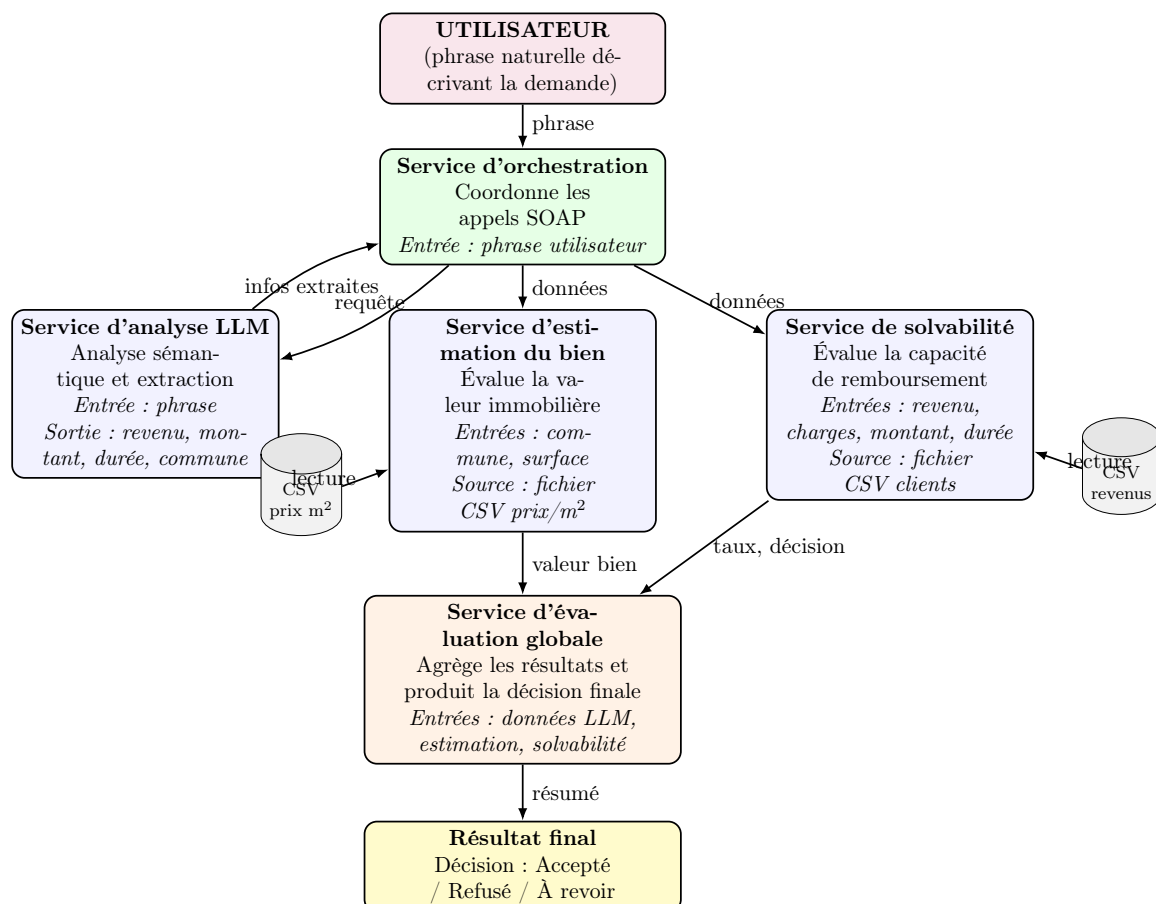 UTILISATEUR
(phrase naturelle dé-
crivant la demande)
phrase
Service d'orchestration
Coordonne les
appels SOAP
Entrée : phrase utilisateur
infos extraites
requête
données
données
Service d'analyse LLM
Analyse séman-
tique et extraction
Entrée : phrase
Sortie : revenu, mon-
tant, durée, commune
Service d'esti-
mation du bien
Évalue la va-
leur immobilière
Entrées : com-
mune, surface
Source : fichier
CSV prix/m²
Service de solvabilité
Évalue la capacité
de remboursement
Entrées : revenu,
charges, montant, durée
Source : fichier
CSV clients
lecture
CSV
prix m²
lecture
CSV
revenus
valeur bien
taux, décision
Service d'éva-
luation globale
Agrège les résultats et
produit la décision finale
Entrées : données LLM,
estimation, solvabilité
résumé
Résultat final
Décision : Accepté
/ Refusé / À revoir